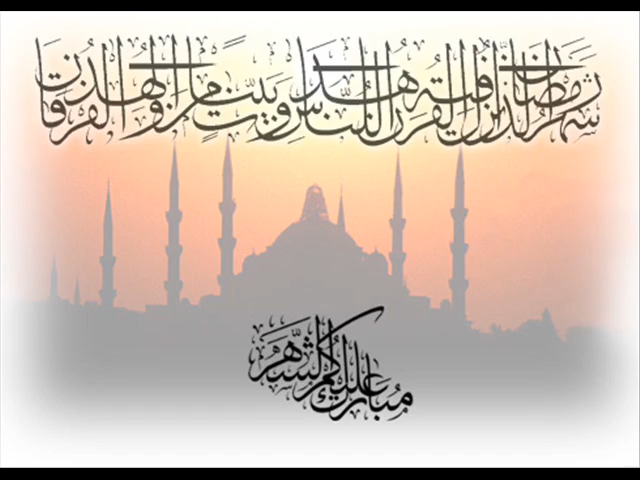 شهر رمضان الذي أنزل فيه القرآن هدى للناس وبينات من الهدى والفرقان
مبارك عليكم الشهر